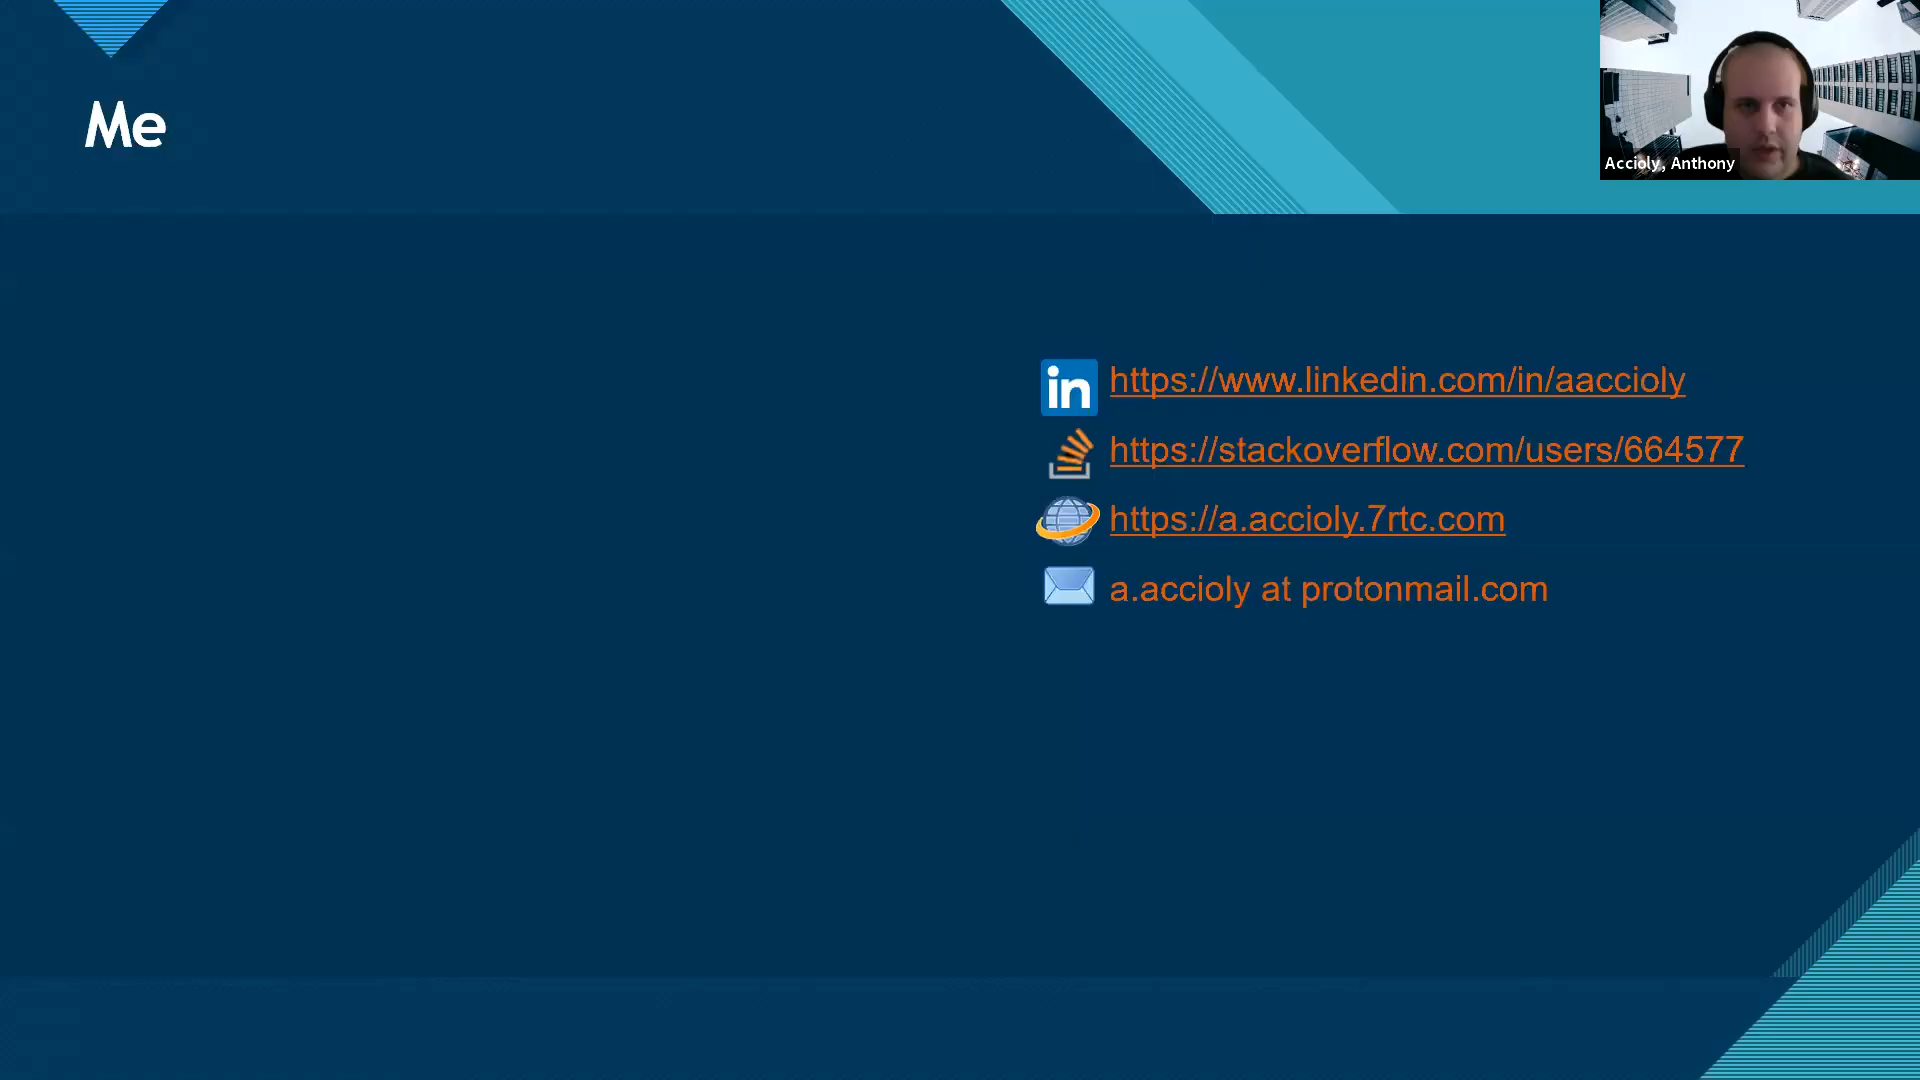 Me
Accioly, Anthony
in https://www.linkedin.com/in/aaccioly
https://stackoverflow.com/users/664577
https://a.accioly.7rtc.com
a.accioly at protonmail.com